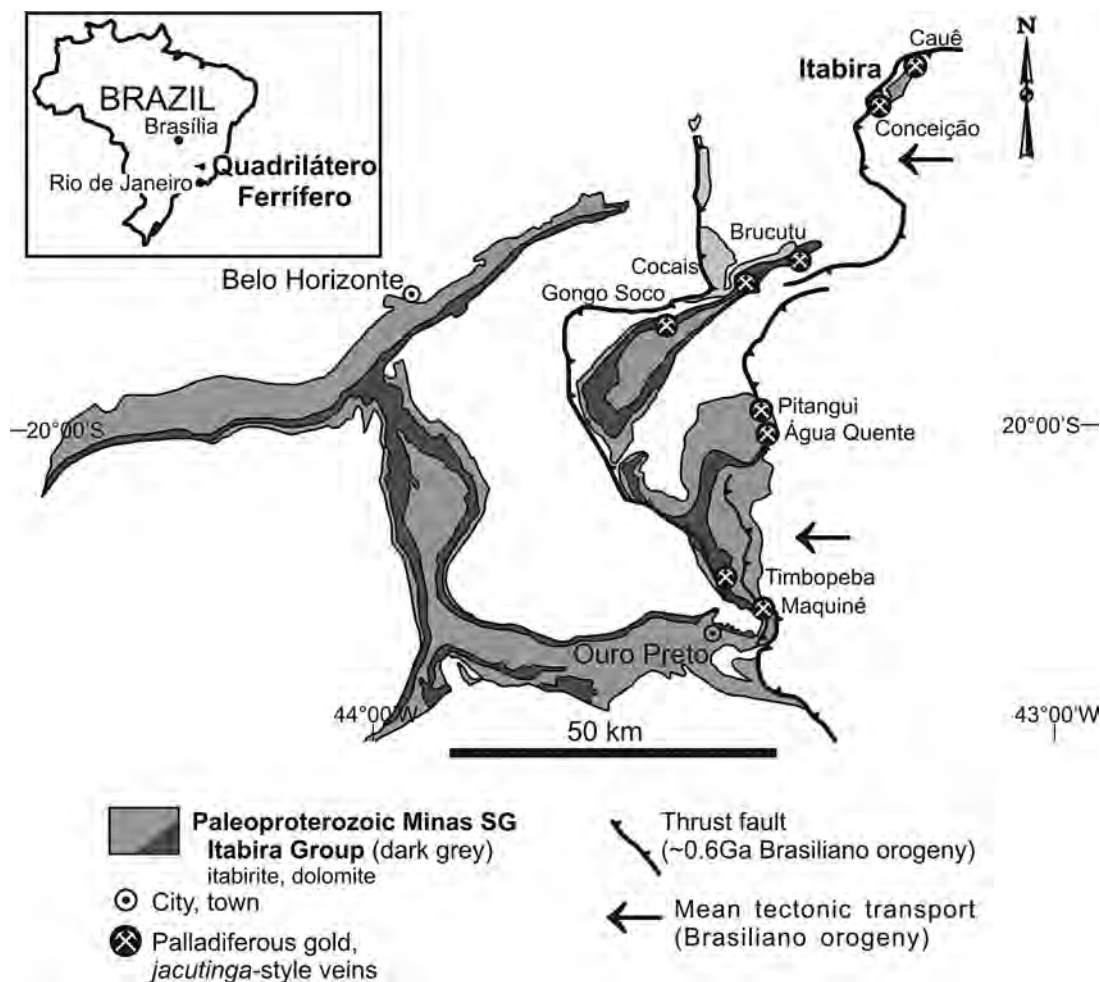 BRAZIL
Brasília
Quadrilátero
Ferrífero
Rio de Janeiro
Cauê
Itabira
N
Conceição
Brucutu
Cocais
Belo Horizonte
Gongo Soco
Pitangui
20°00'S
20°00'S
Água Quente
Timbopeba
Maquiné
Ouro Preto
44°00'W
43°00'W
50 km
Paleoproterozoic Minas SG
Itabira Group (dark grey)
itabirite, dolomite
City, town
Palladiferous gold,
jacutinga-style veins
Thrust fault
(~0.6Ga Brasiliano orogeny)
Mean tectonic transport
(Brasiliano orogeny)